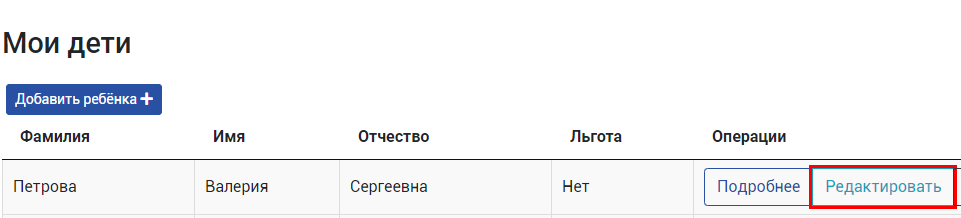 Мои дети
Добавить ребёнка
Фамилия Имя Отчество Льгота Операции
Петрова Валерия Сергеевна Нет Подробнее Редактировать